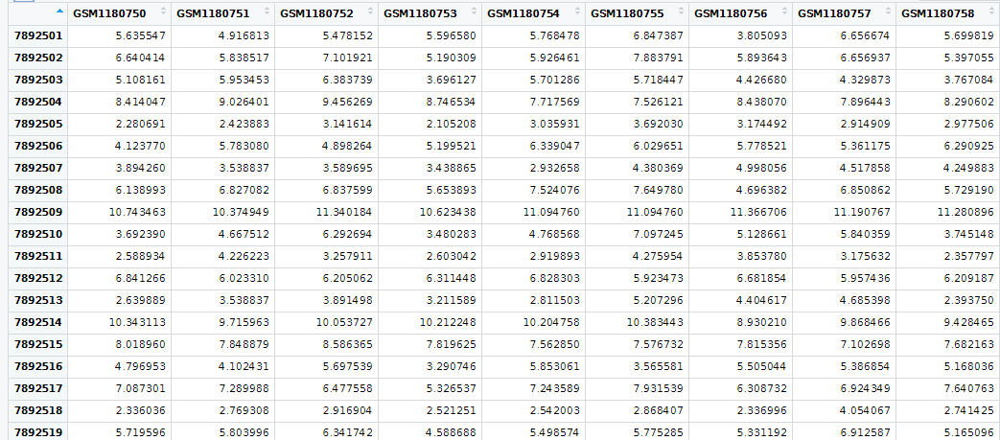 GSM1180750 GSM1180751 GSM1180752 GSM1180753 GSM1180754 GSM1180755 GSM1180756 GSM1180757 GSM1180758
7892501 5.635547 4.916813 5.478152 5.596580 5.768478 6.847387 3.805093 6.656674 5.699819
7892502 6.640414 5.838517 7.101921 5.190309 5.926461 7.883791 5.893643 6.656937 5.397055
7892503 5.108161 5.953453 6.383739 3.696127 5.701286 5.718447 4.426680 4.329873 3.767084
7892504 8.414047 9.026401 9.456269 8.746534 7.717569 7.526121 8.438070 7.896443 8.290602
7892505 2.280691 2.423883 3.141614 2.105208 3.035931 3.692030 3.174492 2.914909 2.977506
7892506 4.123770 5.783080 4.898264 5.199521 6.339047 6.029651 5.778521 5.361175 6.290925
7892507 3.894260 3.538837 3.589695 3.438865 2.932658 4.380369 4.998056 4.517858 4.249883
7892508 6.138993 6.827082 6.837599 5.653893 7.524076 7.649780 4.696382 6.850862 5.729190
7892509 10.743463 10.374949 11.340184 10.623438 11.094760 11.094760 11.366706 11.190767 11.280896
7892510 3.692390 4.667512 6.292694 3.480283 4.768568 7.097245 5.128661 5.840359 3.745148
7892511 2.588934 4.226223 3.257911 2.603042 2.919893 4.275954 3.853780 3.175632 2.357797
7892512 6.841266 6.023310 6.205062 6.311448 6.828303 5.923473 6.681854 5.957436 6.209187
7892513 2.639889 3.538837 3.891498 3.211589 2.811503 5.207296 4.404617 4.685398 2.393750
7892514 10.343113 9.715963 10.053727 10.212248 10.204758 10.383443 8.930210 9.868466 9.428465
7892515 8.018960 7.848879 8.586365 7.819625 7.562850 7.576732 7.815356 7.102698 7.682163
7892516 4.796953 4.102431 5.697539 3.290746 5.853061 3.565581 5.505044 5.386854 5.168036
7892517 7.087301 7.289988 6.477558 5.326537 7.243589 7.931539 6.308732 6.924349 7.640763
7892518 2.336036 2.769308 2.916904 2.521251 2.542003 2.868407 2.336996 4.054067 2.741425
7892519 5.719596 5.803996 6.341742 4.588688 5.498574 5.775285 5.331192 6.912587 5.165096